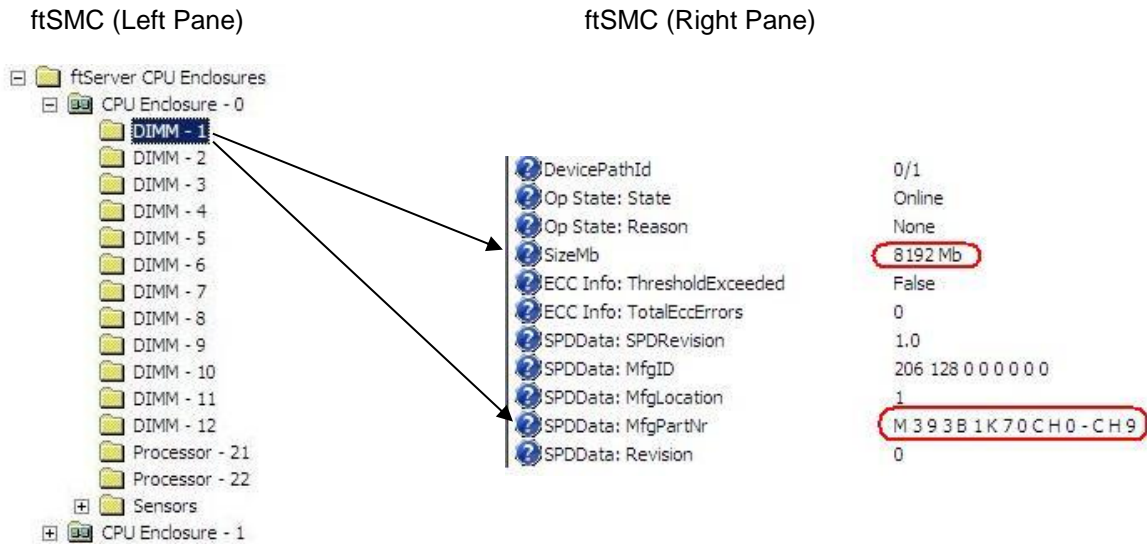 ftSMC (Left Pane)
ftServer CPU Enclosures
CPU Enclosure - 0
DIMM - 1
DIMM - 2
DIMM - 3
DIMM - 4
DIMM - 5
DIMM - 6
DIMM - 7
DIMM - 8
DIMM - 9
DIMM - 10
DIMM - 11
DIMM - 12
Processor - 21
Processor - 22
Sensors
CPU Enclosure - 1
ftSMC (Right Pane)
DevicePathId 0/1
Op State: State Online
Op State: Reason None
SizeMb 8192 Mb
ECC Info: ThresholdExceeded False
ECC Info: TotalEccErrors 0
SPDData: SPDRevision 1.0
SPDData: MfgID 206 128 0 0 0 0 0 0
SPDData: MfgLocation 1
SPDData: MfgPartNr M 3 9 3 B 1 K 7 0 C H 0 - C H 9
SPDData: Revision 0